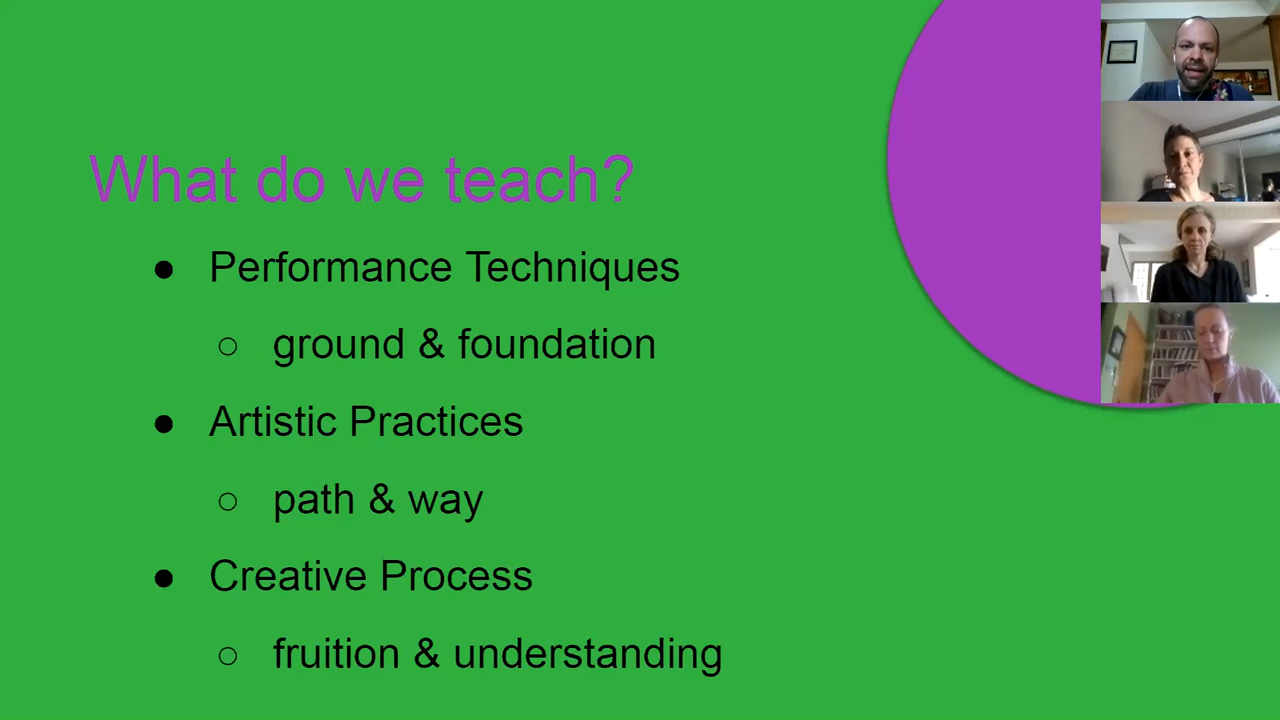 What do we teach?
● Performance Techniques
○ ground & foundation
● Artistic Practices
○ path & way
● Creative Process
○ fruition & understanding